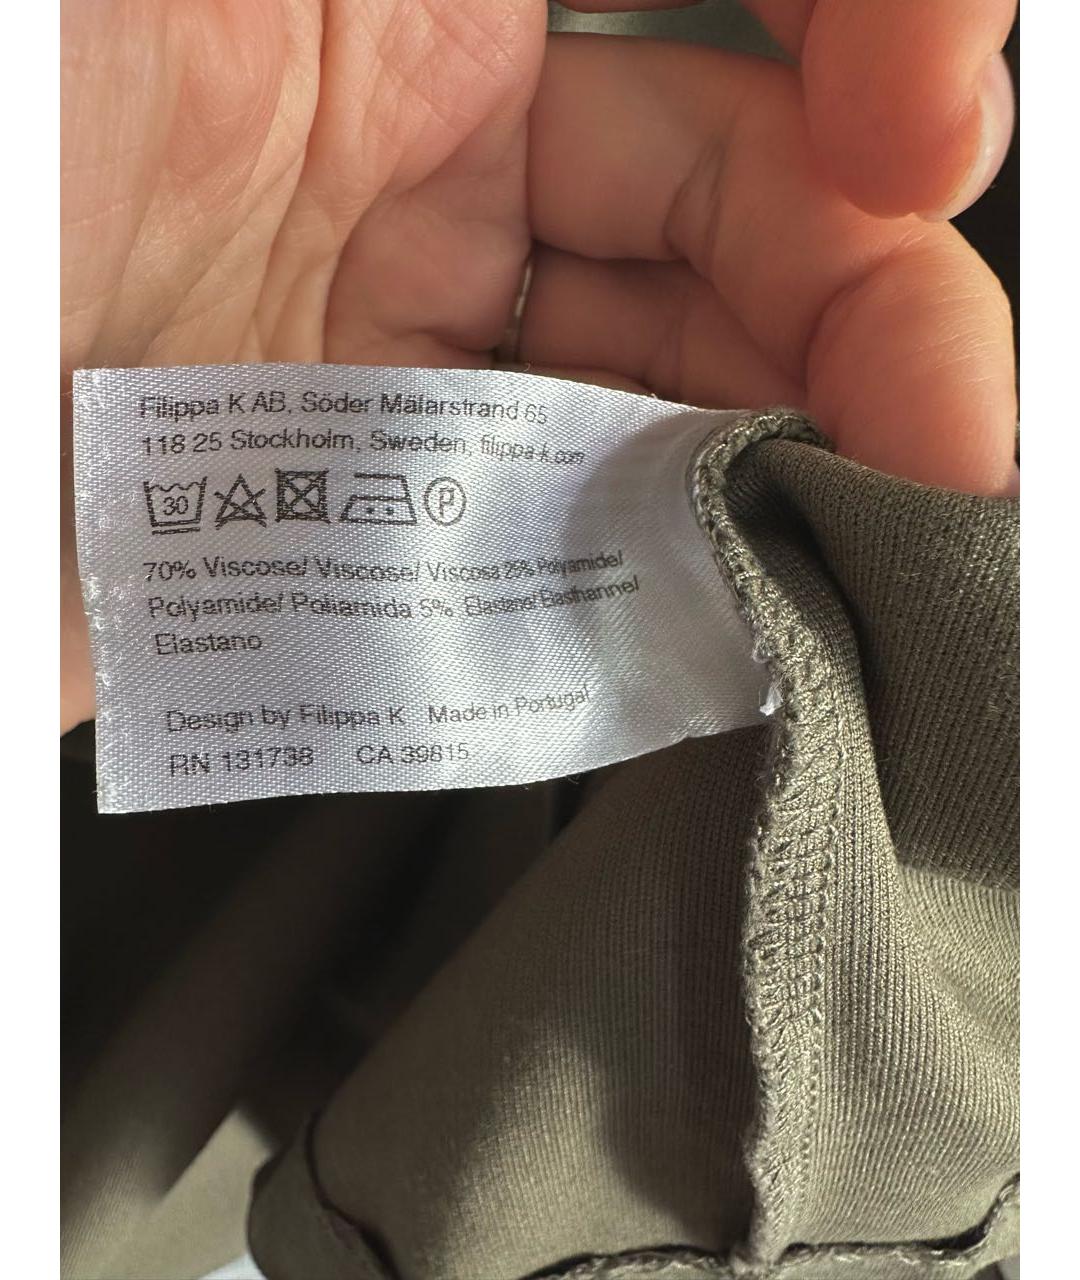 Filippa K AB, Söder Mälarstrand 65
118 25 Stockholm, Sweden, filippa-k.com
30 P
70% Viscose/ Viscose/ Viscosa 25% Polyamide/
Polyamide/ Poliamida 5% Elastane/ Elasthanne/
Elastano
Design by Filippa K Made in Portugal
RN 131738 CA 39815